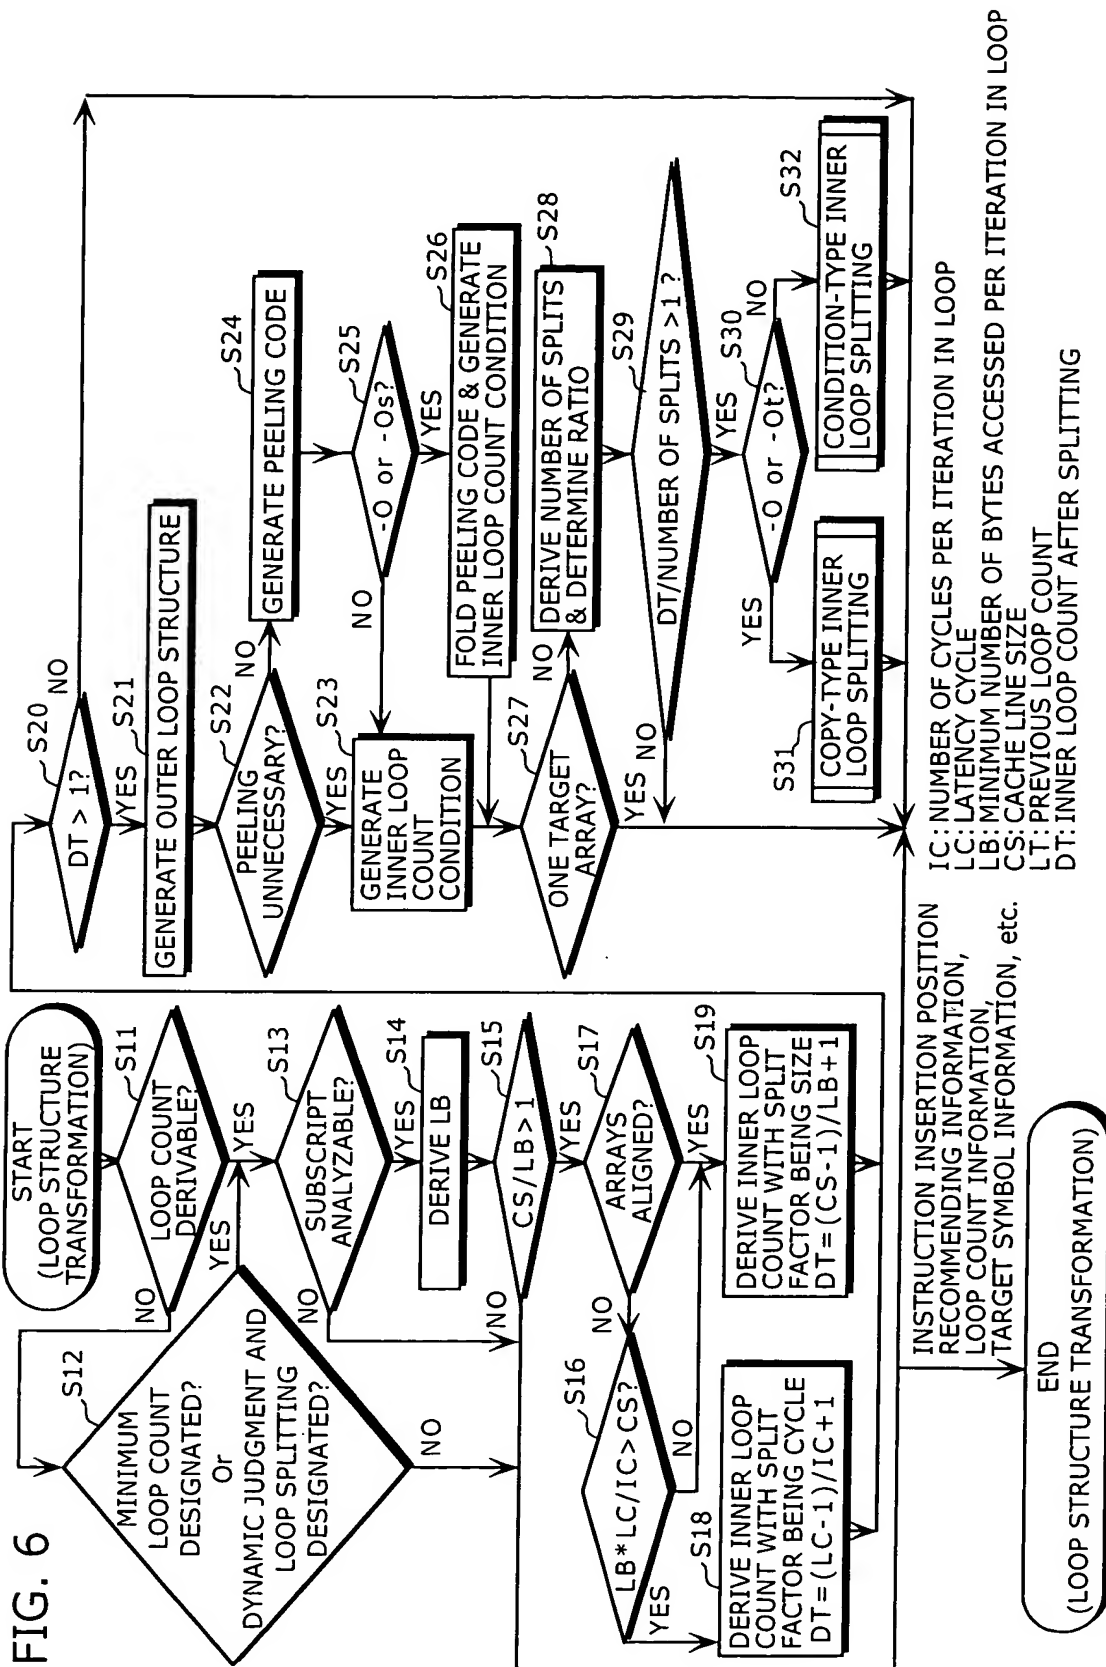 FIG. 6
START
(LOOP STRUCTURE
TRANSFORMATION)
S11
LOOP COUNT
DERIVABLE?
NO
YES
S12
MINIMUM
LOOP COUNT
DESIGNATED?
Or
DYNAMIC JUDGMENT AND
LOOP SPLITTING
DESIGNATED?
YES
NO
S13
SUBSCRIPT
ANALYZABLE?
NO
YES
S14
DERIVE LB
S15
CS/LB>1
NO
YES
S17
ARRAYS
ALIGNED?
NO
YES
S16
LB*LC/IC>CS?
NO
YES
S18
DERIVE INNER LOOP
COUNT WITH SPLIT
FACTOR BEING CYCLE
DT=(LC-1)/IC+1
S19
DERIVE INNER LOOP
COUNT WITH SPLIT
FACTOR BEING SIZE
DT=(CS-1)/LB+1
S20
DT > 1?
NO
YES
S21
GENERATE OUTER LOOP STRUCTURE
S22
PEELING
UNNECESSARY?
NO
YES
S23
GENERATE
INNER LOOP
COUNT
CONDITION
S24
GENERATE PEELING CODE
S25
-O or -Os?
NO
YES
S26
FOLD PEELING CODE & GENERATE
INNER LOOP COUNT CONDITION
S27
ONE TARGET
ARRAY?
NO
YES
S28
DERIVE NUMBER OF SPLITS
& DETERMINE RATIO
S29
DT/NUMBER OF SPLITS >1 ?
NO
YES
S30
-O or -Ot?
YES
NO
S31
COPY-TYPE INNER
LOOP SPLITTING
S32
CONDITION-TYPE INNER
LOOP SPLITTING
INSTRUCTION INSERTION POSITION
RECOMMENDING INFORMATION,
LOOP COUNT INFORMATION,
TARGET SYMBOL INFORMATION, etc.
END
(LOOP STRUCTURE TRANSFORMATION)
IC: NUMBER OF CYCLES PER ITERATION IN LOOP
LC: LATENCY CYCLE
LB: MINIMUM NUMBER OF BYTES ACCESSED PER ITERATION IN LOOP
CS: CACHE LINE SIZE
LT: PREVIOUS LOOP COUNT
DT: INNER LOOP COUNT AFTER SPLITTING